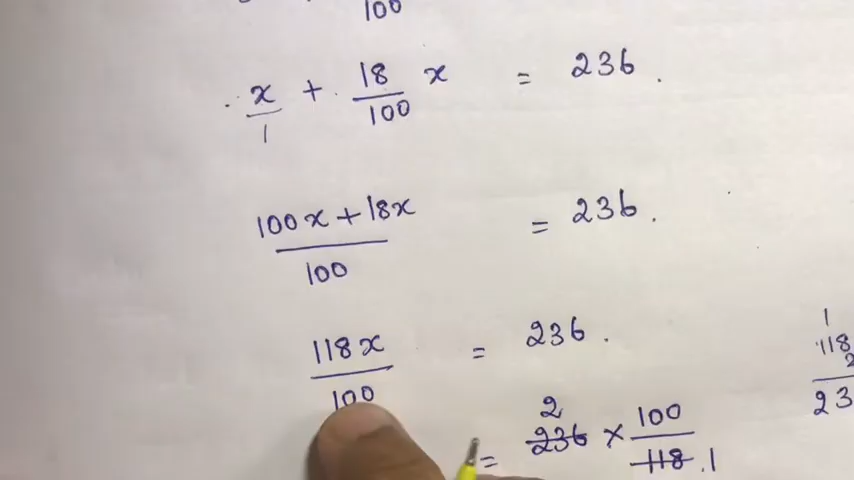 100
x/1 + 18/100 x = 236.
100x + 18x / 100 = 236.
118x / 100 = 236.
= 236 × 100/118
2
1
1
118
2
23